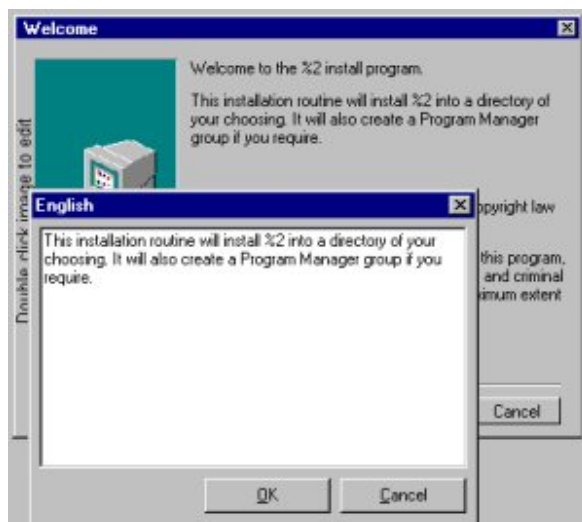 Welcome
Double click image to edit
Welcome to the %2 install program.
This installation routine will install %2 into a directory of
your choosing. It will also create a Program Manager
group if you require.
copyright law
this program,
and criminal
maximum extent
Cancel
English
This installation routine will install %2 into a directory of your
choosing. It will also create a Program Manager group if you
require.
OK
Cancel